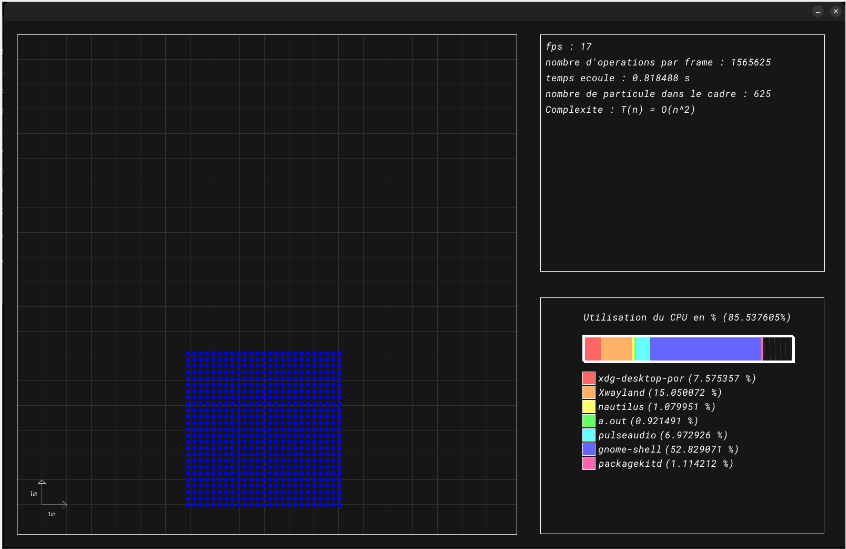 fps : 17
nombre d'operations par frame : 1565625
temps ecoule : 0.818488 s
nombre de particule dans le cadre : 625
Complexite : T(n) = O(n^2)
Utilisation du CPU en % (85.537605%)
xdg-desktop-por (7.575357 %)
Xwayland (15.050072 %)
nautilus (1.079951 %)
a.out (0.921491 %)
pulseaudio (6.972926 %)
gnome-shell (52.829071 %)
packagekitd (1.114212 %)
1m
1m